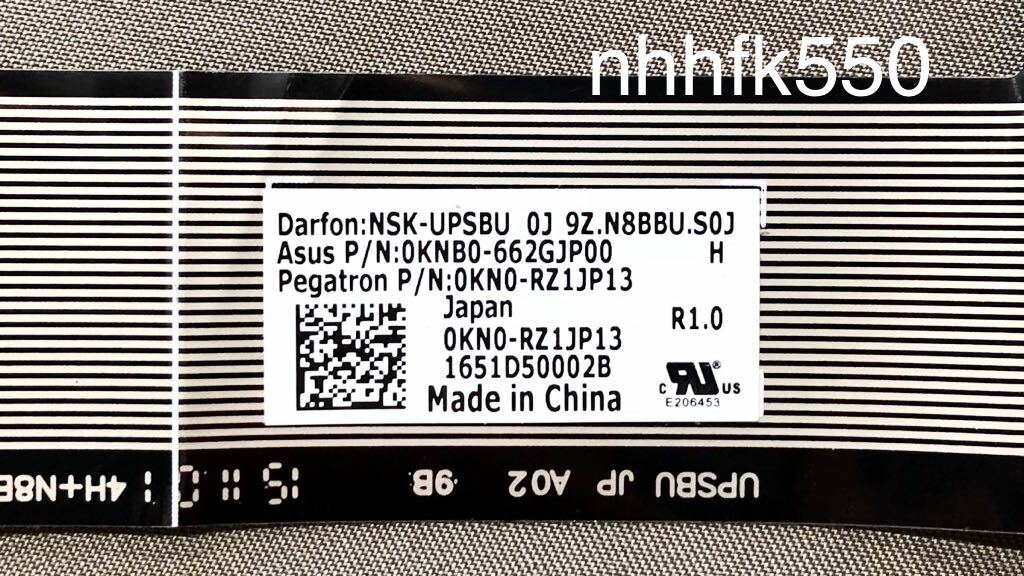 nhhfk550
Darfon:NSK-UPSBU 0J 9Z.N8BBU.S0J
Asus P/N:0KNB0-662GJP00 H
Pegatron P/N:0KN0-RZ1JP13
Japan
R1.0
0KN0-RZ1JP13
1651D50002B
Made in China
c RU US
E206453
UPSBU JP A02 9B